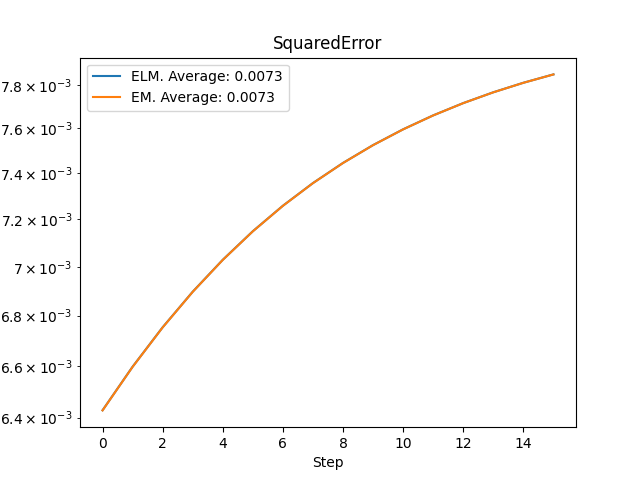 SquaredError
ELM. Average: 0.0073
EM. Average: 0.0073
7.8 × 10⁻³
7.6 × 10⁻³
7.4 × 10⁻³
7.2 × 10⁻³
7 × 10⁻³
6.8 × 10⁻³
6.6 × 10⁻³
6.4 × 10⁻³
0 2 4 6 8 10 12 14
Step